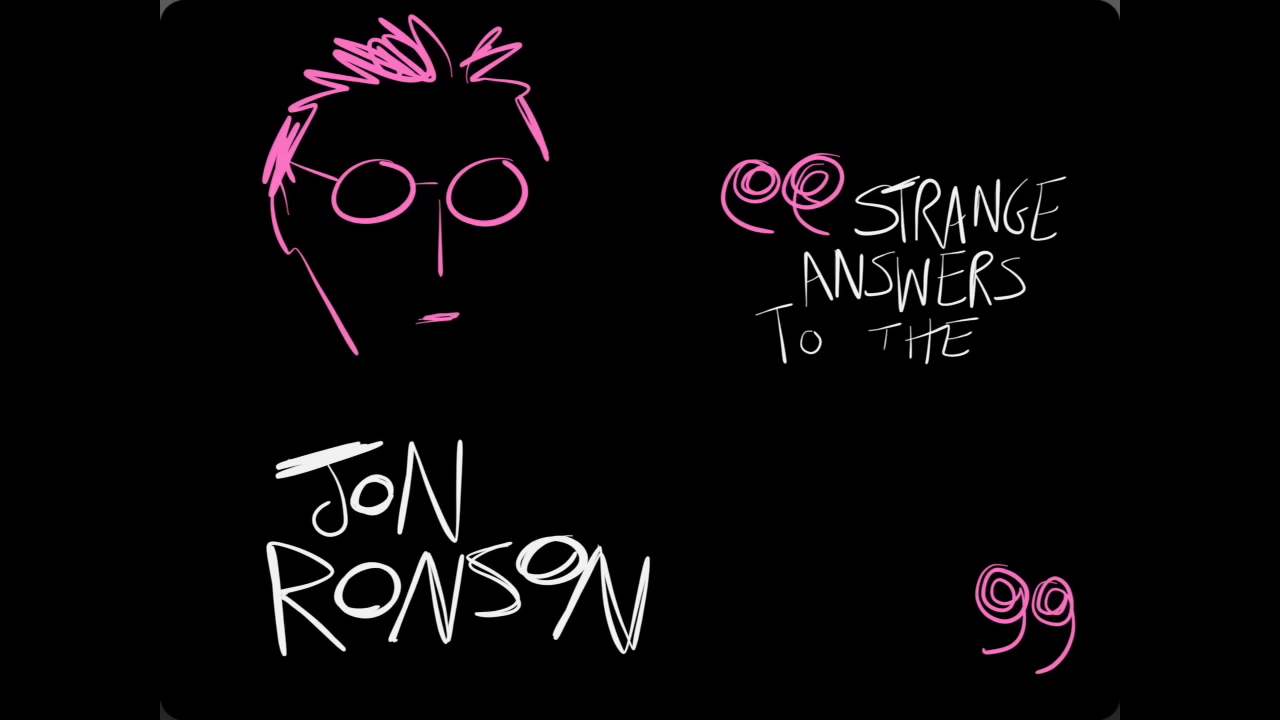 JON
RONSON
“STRANGE
ANSWERS
TO THE
”